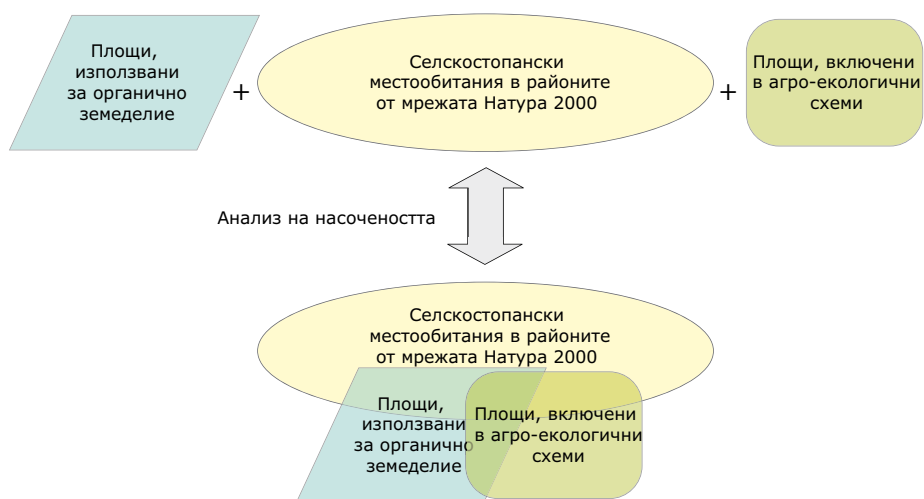 Площи,
използвани
за органично
земеделие
+
Селскостопански
местообитания в районите
от мрежата Натура 2000
+
Площи, включени
в агро-екологични
схеми
Анализ на насочеността
Селскостопански
местообитания в районите
от мрежата Натура 2000
Площи,
използвани
за органично
земеделие
Площи, включени
в агро-екологични
схеми